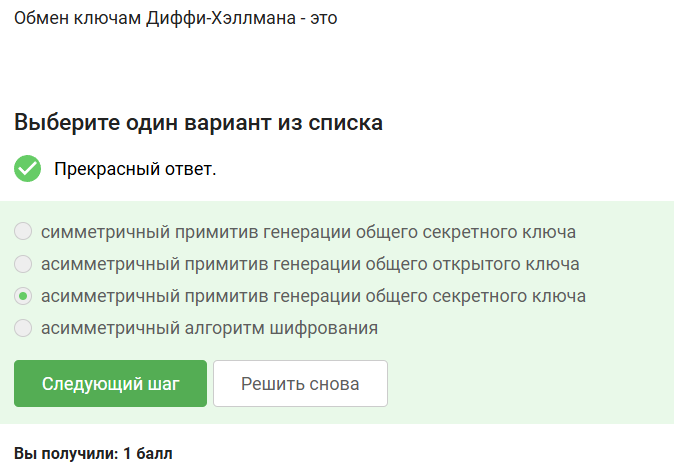 Обмен ключам Диффи-Хэллмана - это
Выберите один вариант из списка
Прекрасный ответ.
симметричный примитив генерации общего секретного ключа
асимметричный примитив генерации общего открытого ключа
асимметричный примитив генерации общего секретного ключа
асимметричный алгоритм шифрования
Следующий шаг Решить снова
Вы получили: 1 балл